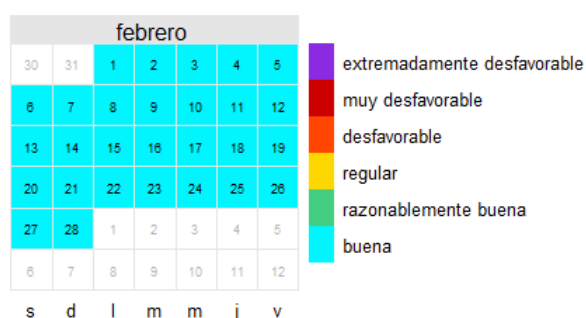 febrero
30 31 1 2 3 4 5
6 7 8 9 10 11 12
13 14 15 16 17 18 19
20 21 22 23 24 25 26
27 28 1 2 3 4 5
6 7 8 9 10 11 12
s d l m m j v
extremadamente desfavorable
muy desfavorable
desfavorable
regular
razonablemente buena
buena